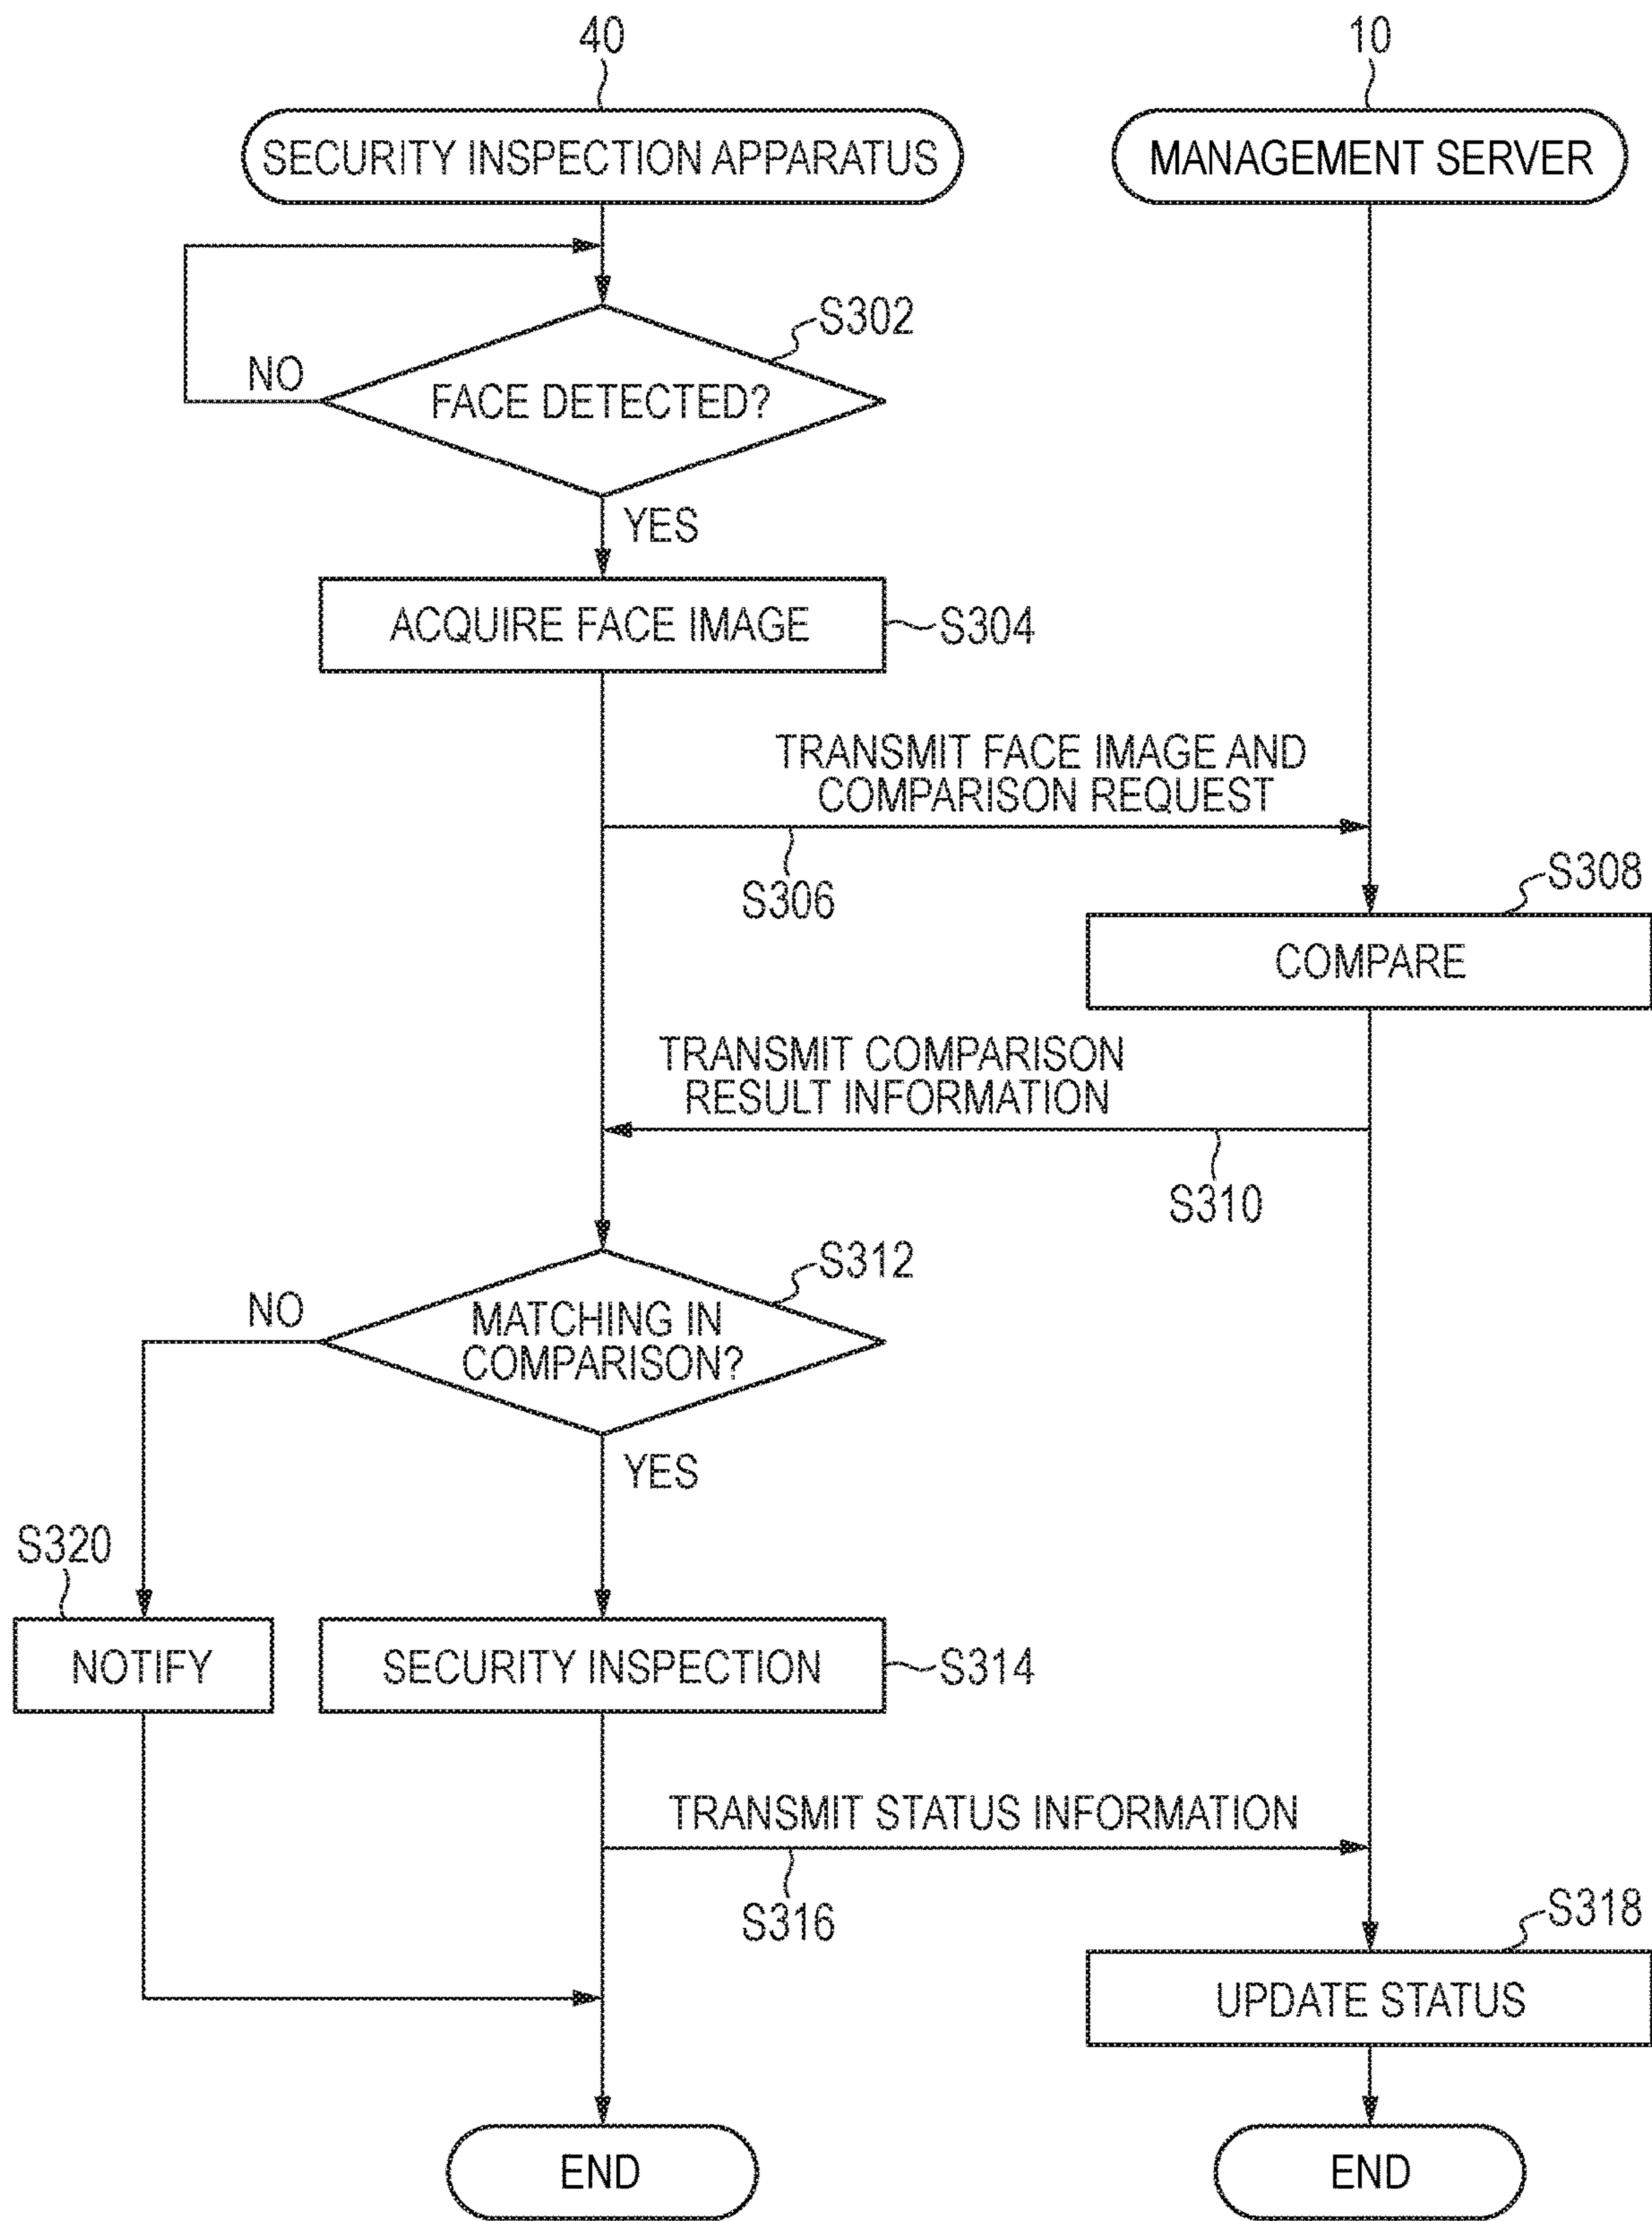 40
10
SECURITY INSPECTION APPARATUS
MANAGEMENT SERVER
S302
NO
FACE DETECTED?
YES
ACQUIRE FACE IMAGE
S304
TRANSMIT FACE IMAGE AND
COMPARISON REQUEST
S306
S308
COMPARE
TRANSMIT COMPARISON
RESULT INFORMATION
S310
S312
NO
MATCHING IN
COMPARISON?
YES
S320
NOTIFY
SECURITY INSPECTION
S314
TRANSMIT STATUS INFORMATION
S316
S318
UPDATE STATUS
END
END